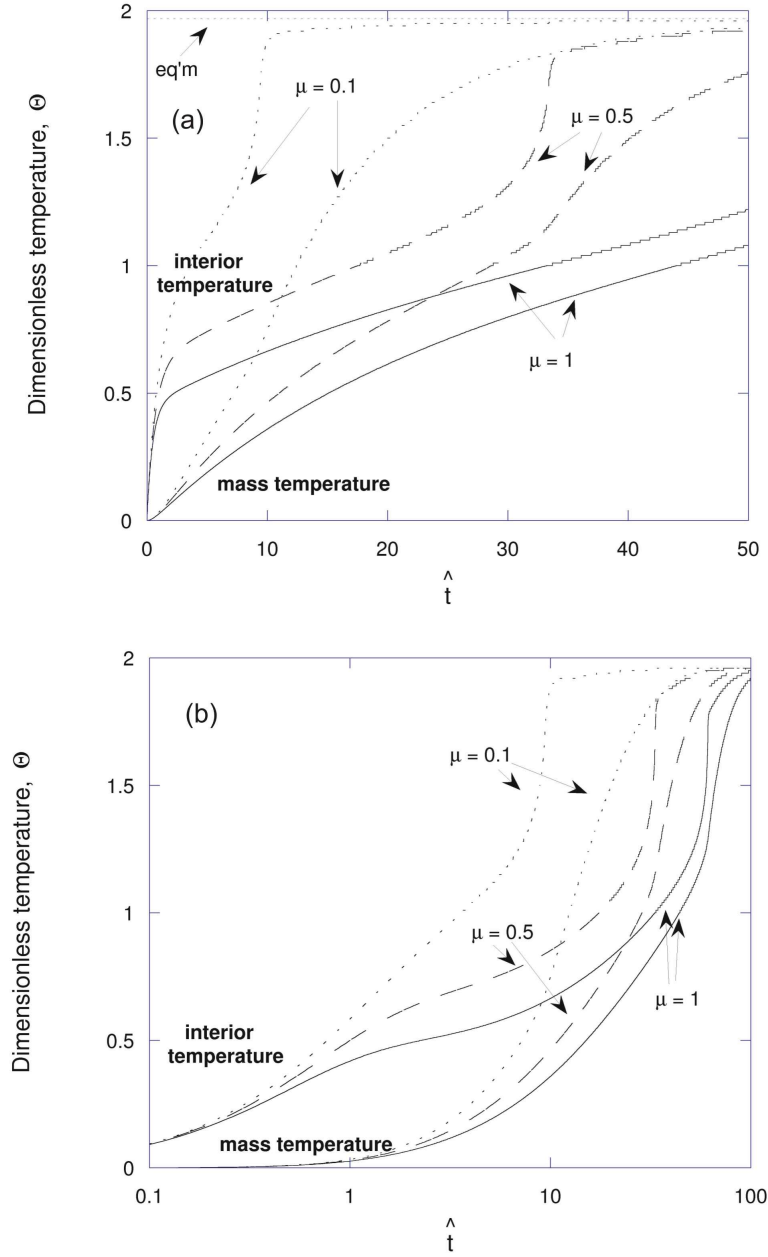 2
eq'm
μ = 0.1
(a)
μ = 0.5
1.5
Dimensionless temperature, Θ
interior
temperature
1
μ = 1
0.5
mass temperature
0
0
10
20
30
40
50
^
t
2
(b)
μ = 0.1
1.5
Dimensionless temperature, Θ
1
μ = 0.5
μ = 1
0.5
interior
temperature
mass temperature
0
0.1
1
10
100
^
t